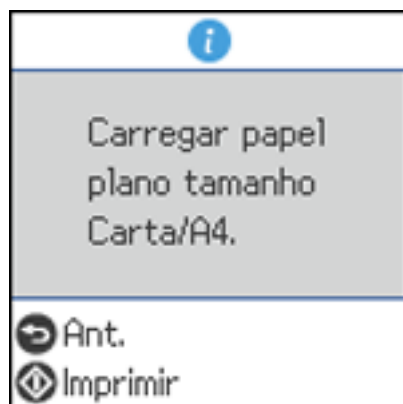 Carregar papel
plano tamanho
Carta/A4.
Ant.
Imprimir